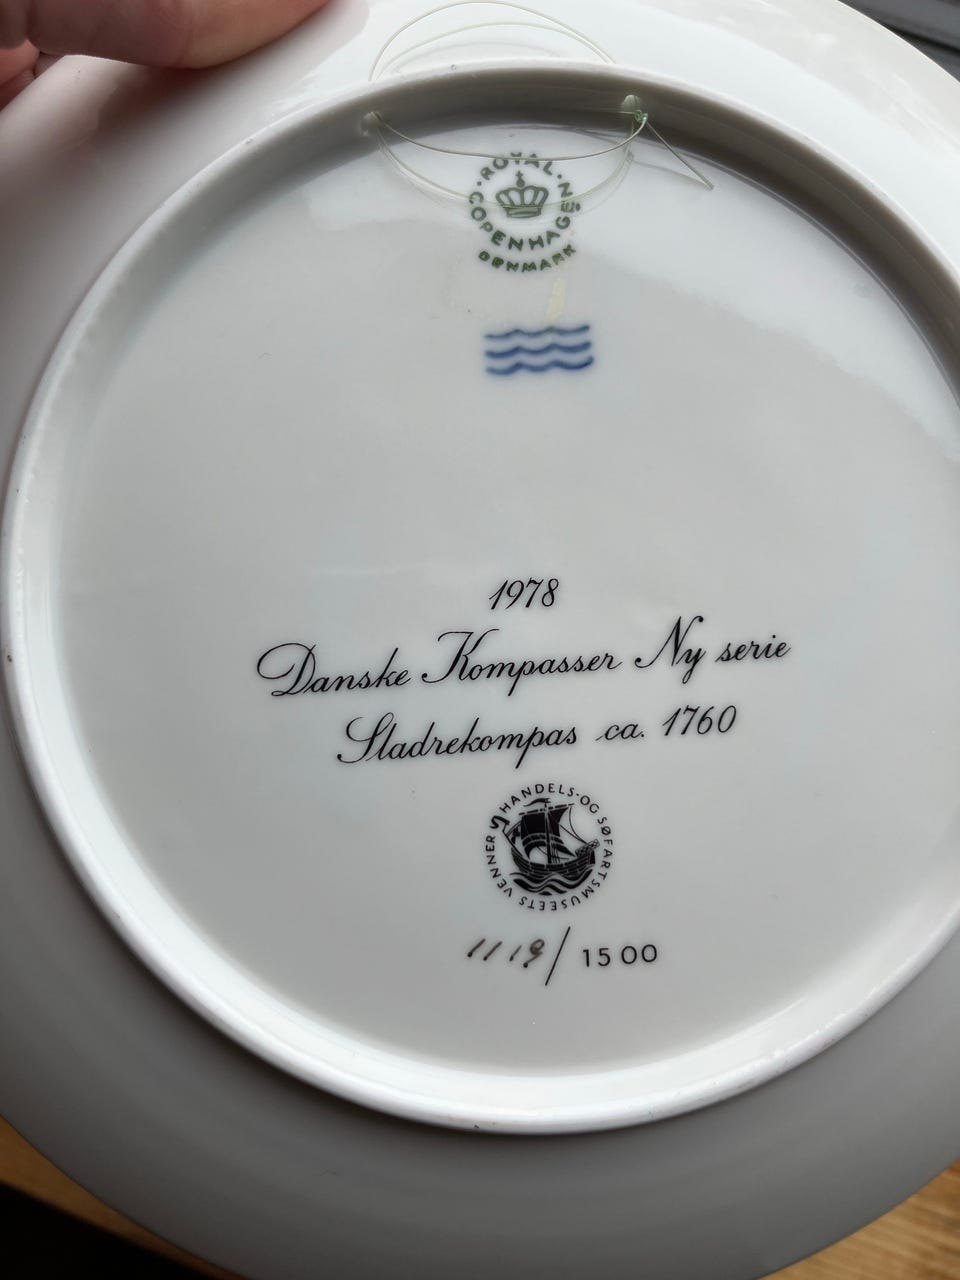 ROYAL COPENHAGEN
DENMARK
1978
Danske Kompasser Ny serie
Sladrekompas ca. 1760
HANDELS-OG SØFARTSMUSEETS VENNER
1119/1500